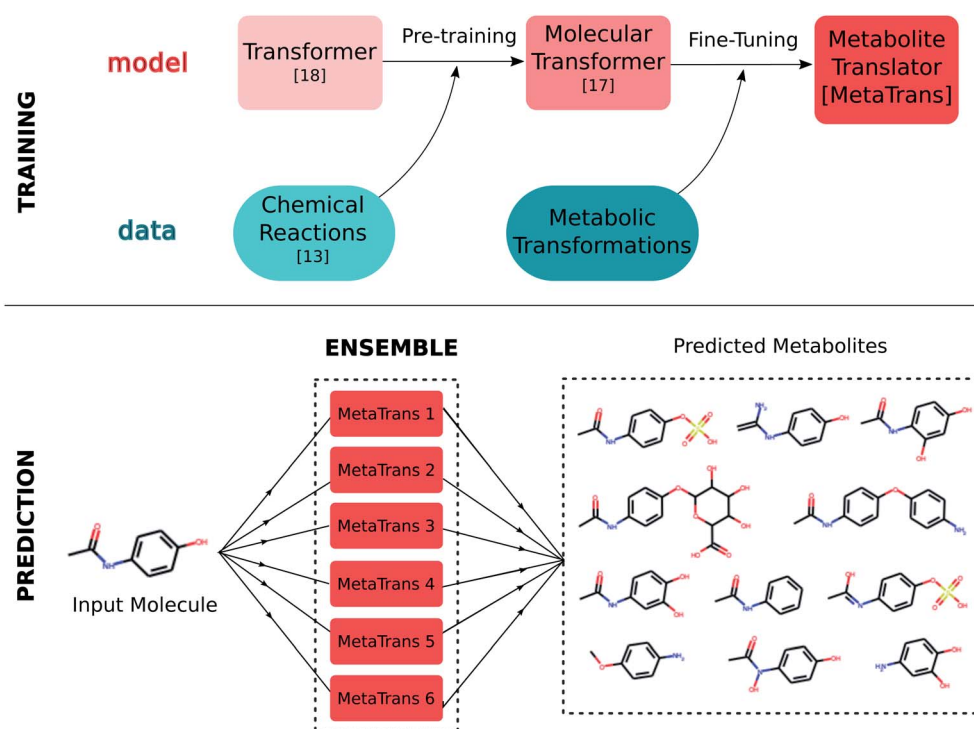 TRAINING
model
Transformer
[18]
Pre-training
Molecular
Transformer
[17]
Fine-Tuning
Metabolite
Translator
[MetaTrans]
data
Chemical
Reactions
[13]
Metabolic
Transformations
PREDICTION
ENSEMBLE
Predicted Metabolites
MetaTrans 1
MetaTrans 2
MetaTrans 3
MetaTrans 4
MetaTrans 5
MetaTrans 6
Input Molecule
O
NH
OH